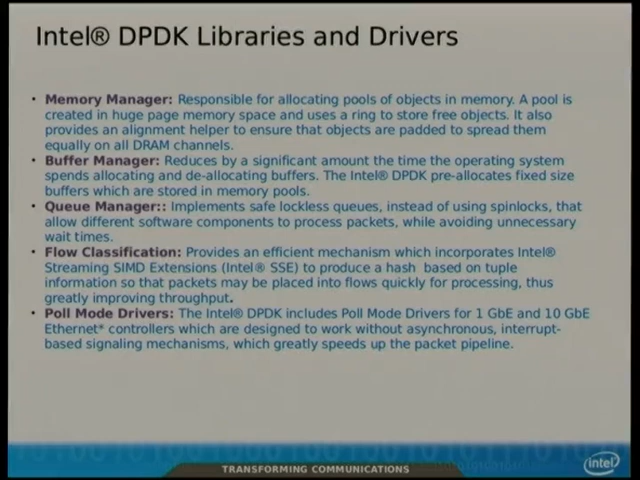 Intel® DPDK Libraries and Drivers
• Memory Manager: Responsible for allocating pools of objects in memory. A pool is
created in huge page memory space and uses a ring to store free objects. It also
provides an alignment helper to ensure that objects are padded to spread them
equally on all DRAM channels.
• Buffer Manager: Reduces by a significant amount the time the operating system
spends allocating and de-allocating buffers. The Intel® DPDK pre-allocates fixed size
buffers which are stored in memory pools.
• Queue Manager:: Implements safe lockless queues, instead of using spinlocks, that
allow different software components to process packets, while avoiding unnecessary
wait times.
• Flow Classification: Provides an efficient mechanism which incorporates Intel®
Streaming SIMD Extensions (Intel® SSE) to produce a hash based on tuple
information so that packets may be placed into flows quickly for processing, thus
greatly improving throughput.
• Poll Mode Drivers: The Intel® DPDK includes Poll Mode Drivers for 1 GbE and 10 GbE
Ethernet* controllers which are designed to work without asynchronous, interrupt-
based signaling mechanisms, which greatly speeds up the packet pipeline.
TRANSFORMING COMMUNICATIONS
intel